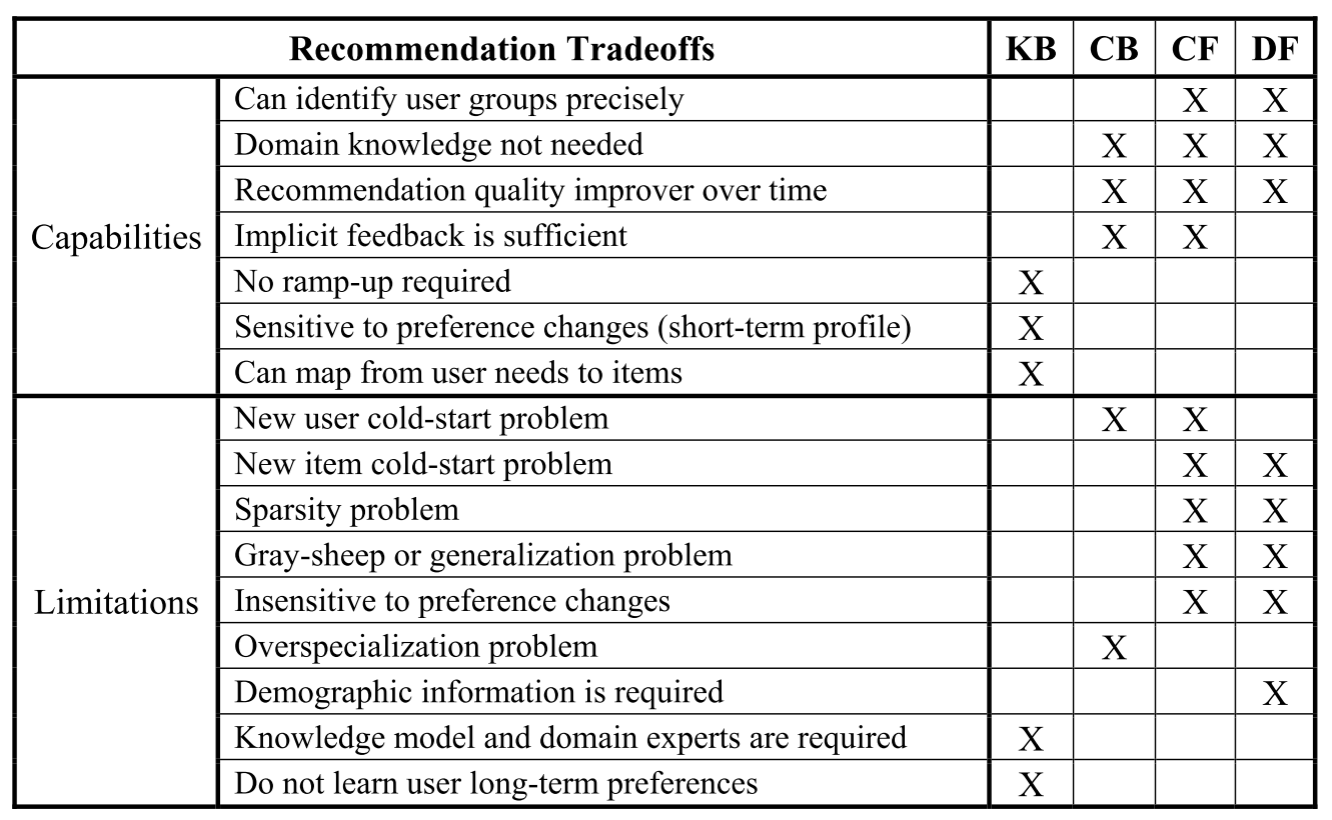 Recommendation Tradeoffs KB CB CF DF
Capabilities
Can identify user groups precisely X X
Domain knowledge not needed X X X
Recommendation quality improver over time X X X
Implicit feedback is sufficient X X
No ramp-up required X
Sensitive to preference changes (short-term profile) X
Can map from user needs to items X
Limitations
New user cold-start problem X X
New item cold-start problem X X
Sparsity problem X X
Gray-sheep or generalization problem X X
Insensitive to preference changes X X
Overspecialization problem X
Demographic information is required X
Knowledge model and domain experts are required X
Do not learn user long-term preferences X